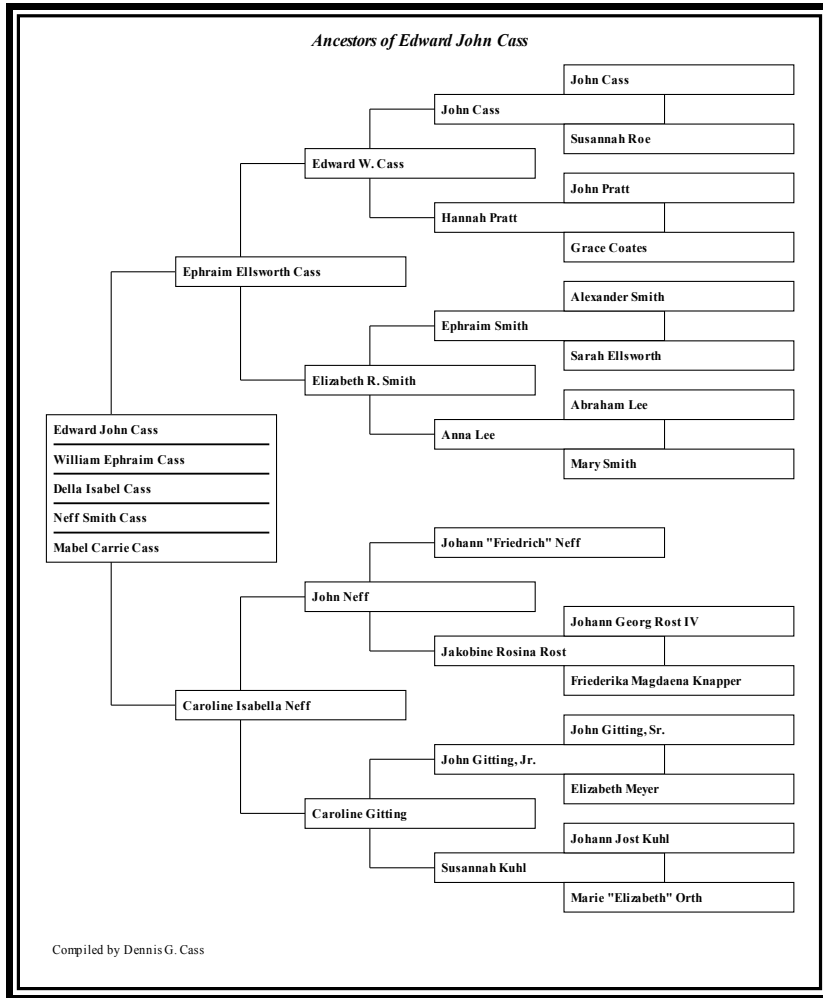 Ancestors of Edward John Cass
John Cass
John Cass
Susannah Roe
Edward W. Cass
John Pratt
Hannah Pratt
Grace Coates
Ephraim Ellsworth Cass
Alexander Smith
Ephraim Smith
Sarah Ellsworth
Elizabeth R. Smith
Abraham Lee
Anna Lee
Mary Smith
Edward John Cass
William Ephraim Cass
Della Isabel Cass
Neff Smith Cass
Mabel Carrie Cass
Johann "Friedrich" Neff
John Neff
Johann Georg Rost IV
Jakobine Rosina Rost
Friederika Magdaena Knapper
Caroline Isabella Neff
John Gitting, Sr.
John Gitting, Jr.
Elizabeth Meyer
Caroline Gitting
Johann Jost Kuhl
Susannah Kuhl
Marie "Elizabeth" Orth
Compiled by Dennis G. Cass